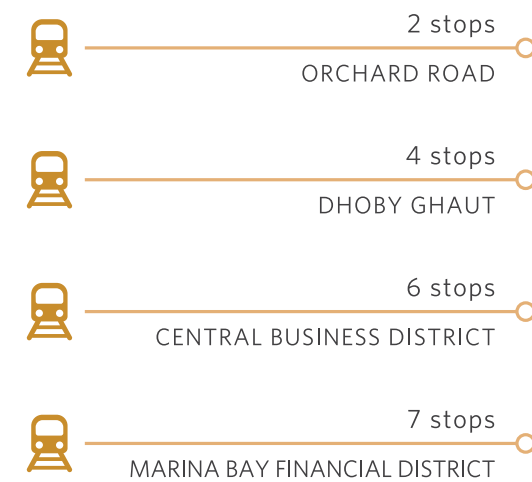 2 stops
ORCHARD ROAD
4 stops
DHOBY GHAUT
6 stops
CENTRAL BUSINESS DISTRICT
7 stops
MARINA BAY FINANCIAL DISTRICT